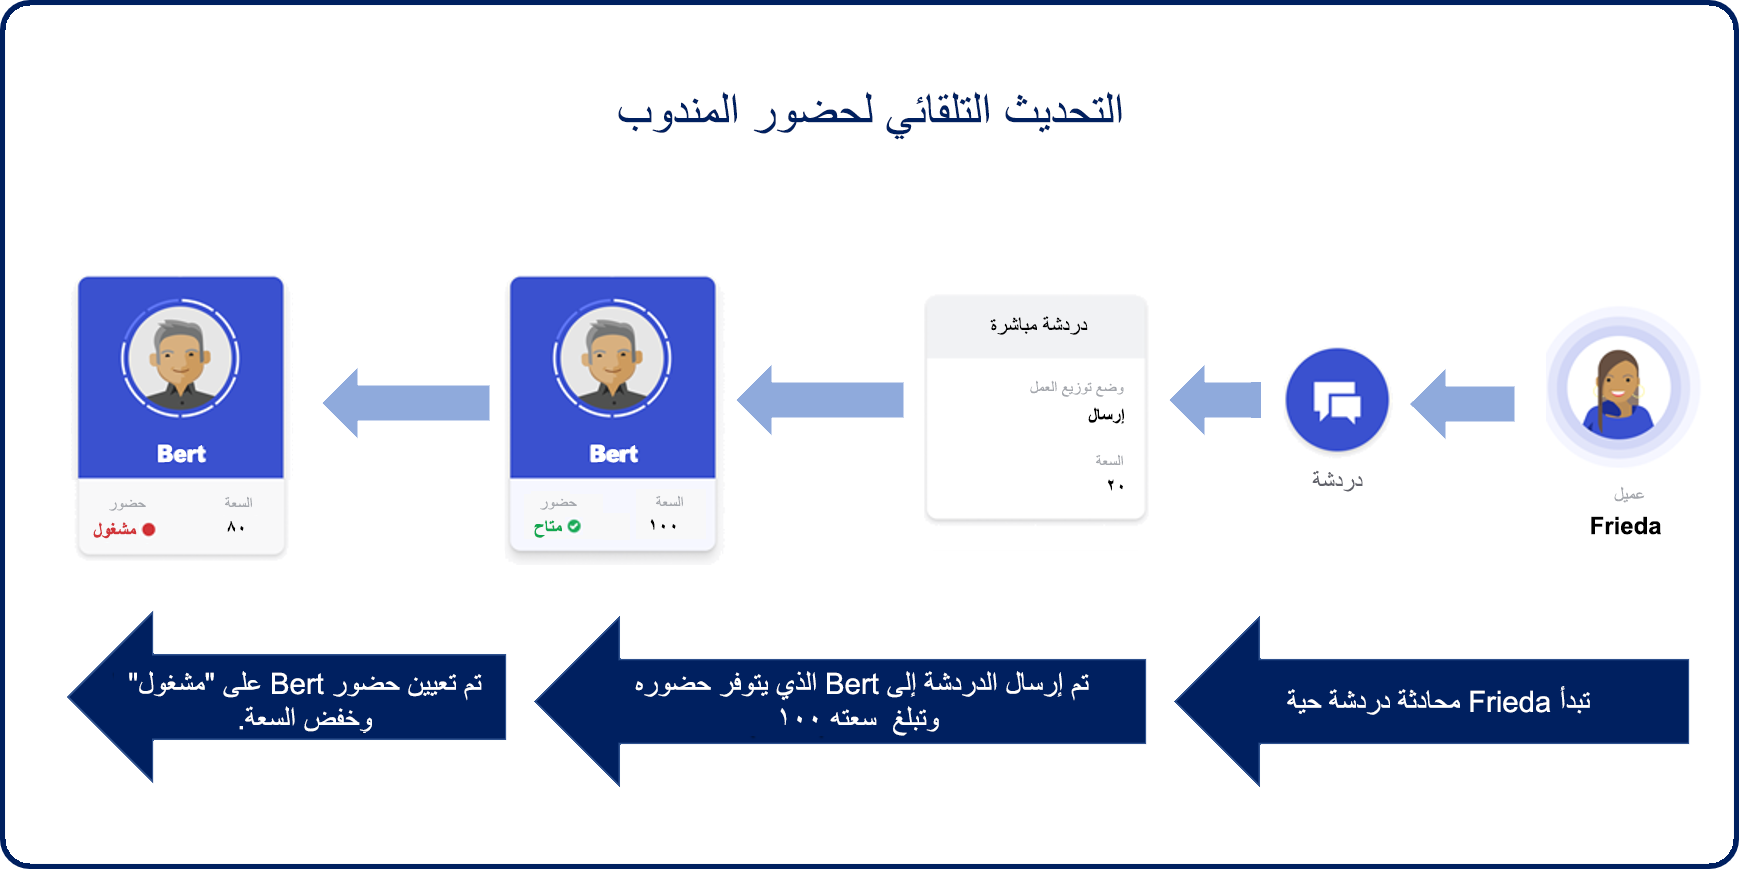 التحديث التلقائي لحضور المندوب
عميل
Frieda
دردشة
دردشة مباشرة
وضع توزيع العمل
إرسال
السعة
٢٠
Bert
السعة
حضور
١٠٠
متاح
Bert
السعة
حضور
٨٠
مشغول
تبدأ Frieda محادثة دردشة حية
تم إرسال الدردشة إلى Bert الذي يتوفر حضوره
وتبلغ سعته ١٠٠
تم تعيين حضور Bert على "مشغول"
وخفض السعة.